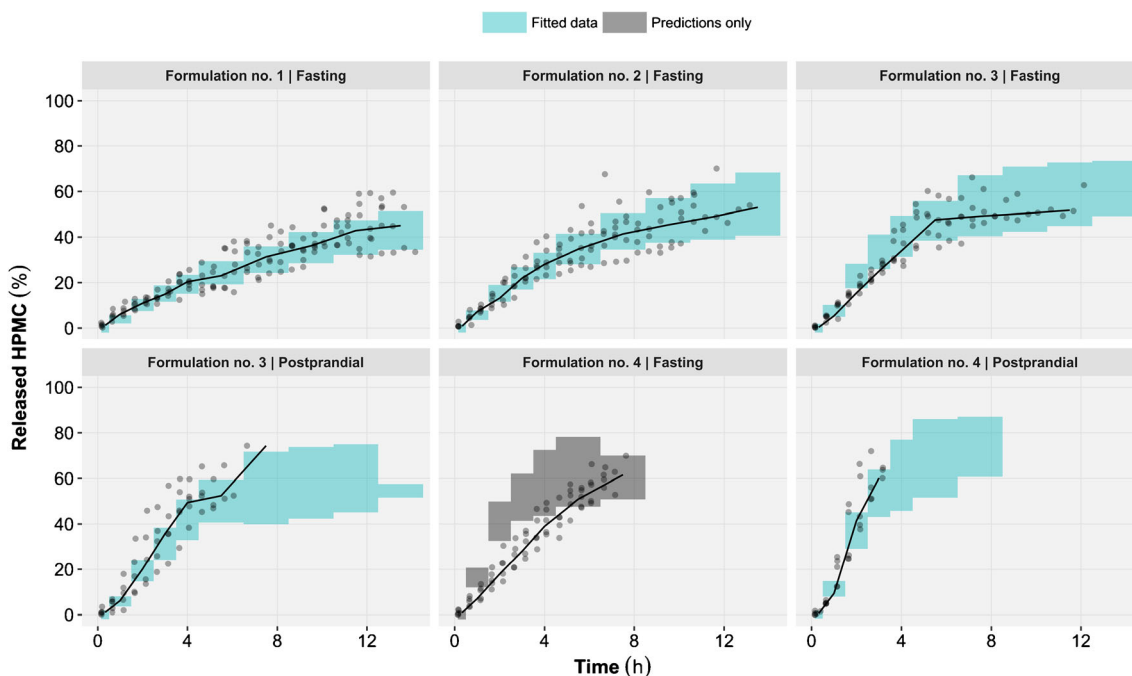 Fitted data Predictions only
Formulation no. 1 | Fasting Formulation no. 2 | Fasting Formulation no. 3 | Fasting
100
80
60
40
20
0
Formulation no. 3 | Postprandial Formulation no. 4 | Fasting Formulation no. 4 | Postprandial
100
80
60
40
20
0
0 4 8 12 0 4 8 12 0 4 8 12
Released HPMC (%)
Time (h)